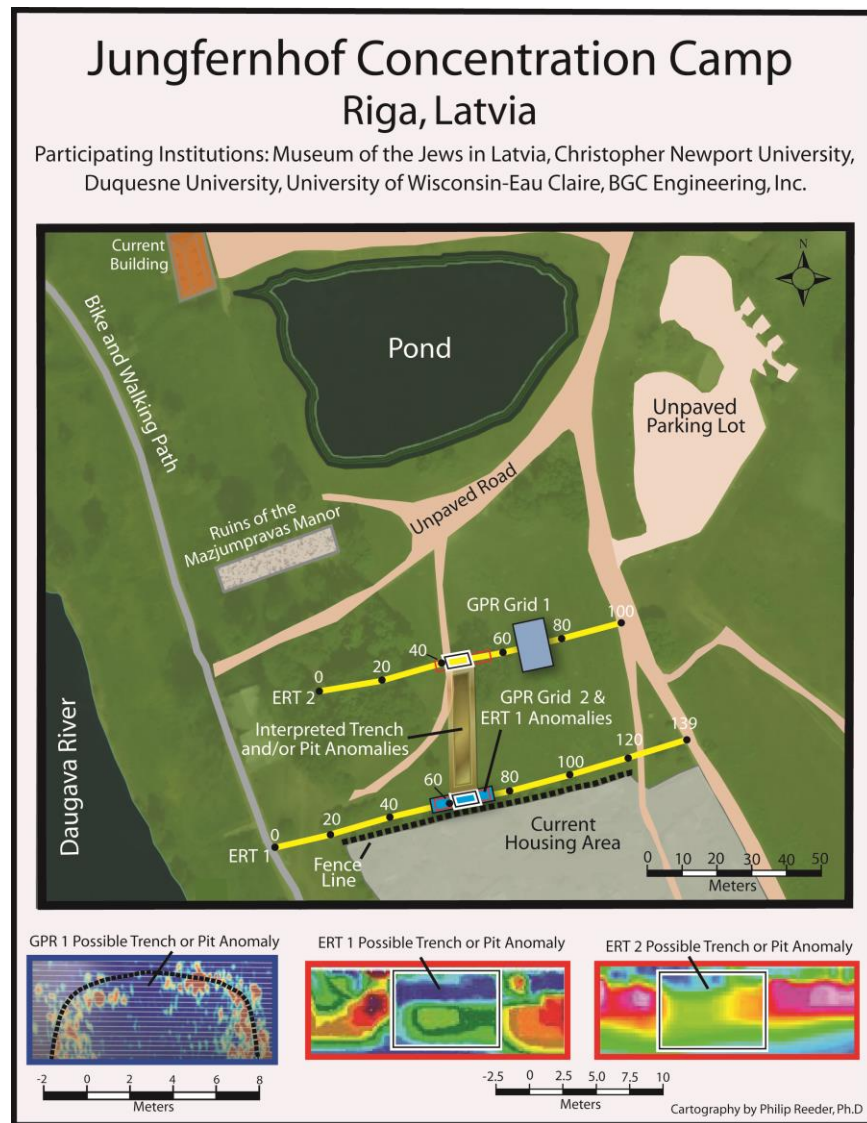 Jungfernhof Concentration Camp
Riga, Latvia
Participating Institutions: Museum of the Jews in Latvia, Christopher Newport University,
Duquesne University, University of Wisconsin-Eau Claire, BGC Engineering, Inc.
Current
Building
N
Bike and Walking Path
Pond
Unpaved
Parking Lot
Unpaved Road
Ruins of the
Mazjumpravas Manor
GPR Grid 1
0
20
40
60
80
100
ERT 2
GPR Grid 2 &
ERT 1 Anomalies
Interpreted Trench
and/or Pit Anomalies
Daugava River
0
20
40
60
80
100
120
139
ERT 1
Fence
Line
Current
Housing Area
0 10 20 30 40 50
Meters
GPR 1 Possible Trench or Pit Anomaly
ERT 1 Possible Trench or Pit Anomaly
ERT 2 Possible Trench or Pit Anomaly
-2 0 2 4 6 8
Meters
-2.5 0 2.5 5.0 7.5 10
Meters
Cartography by Philip Reeder, Ph.D